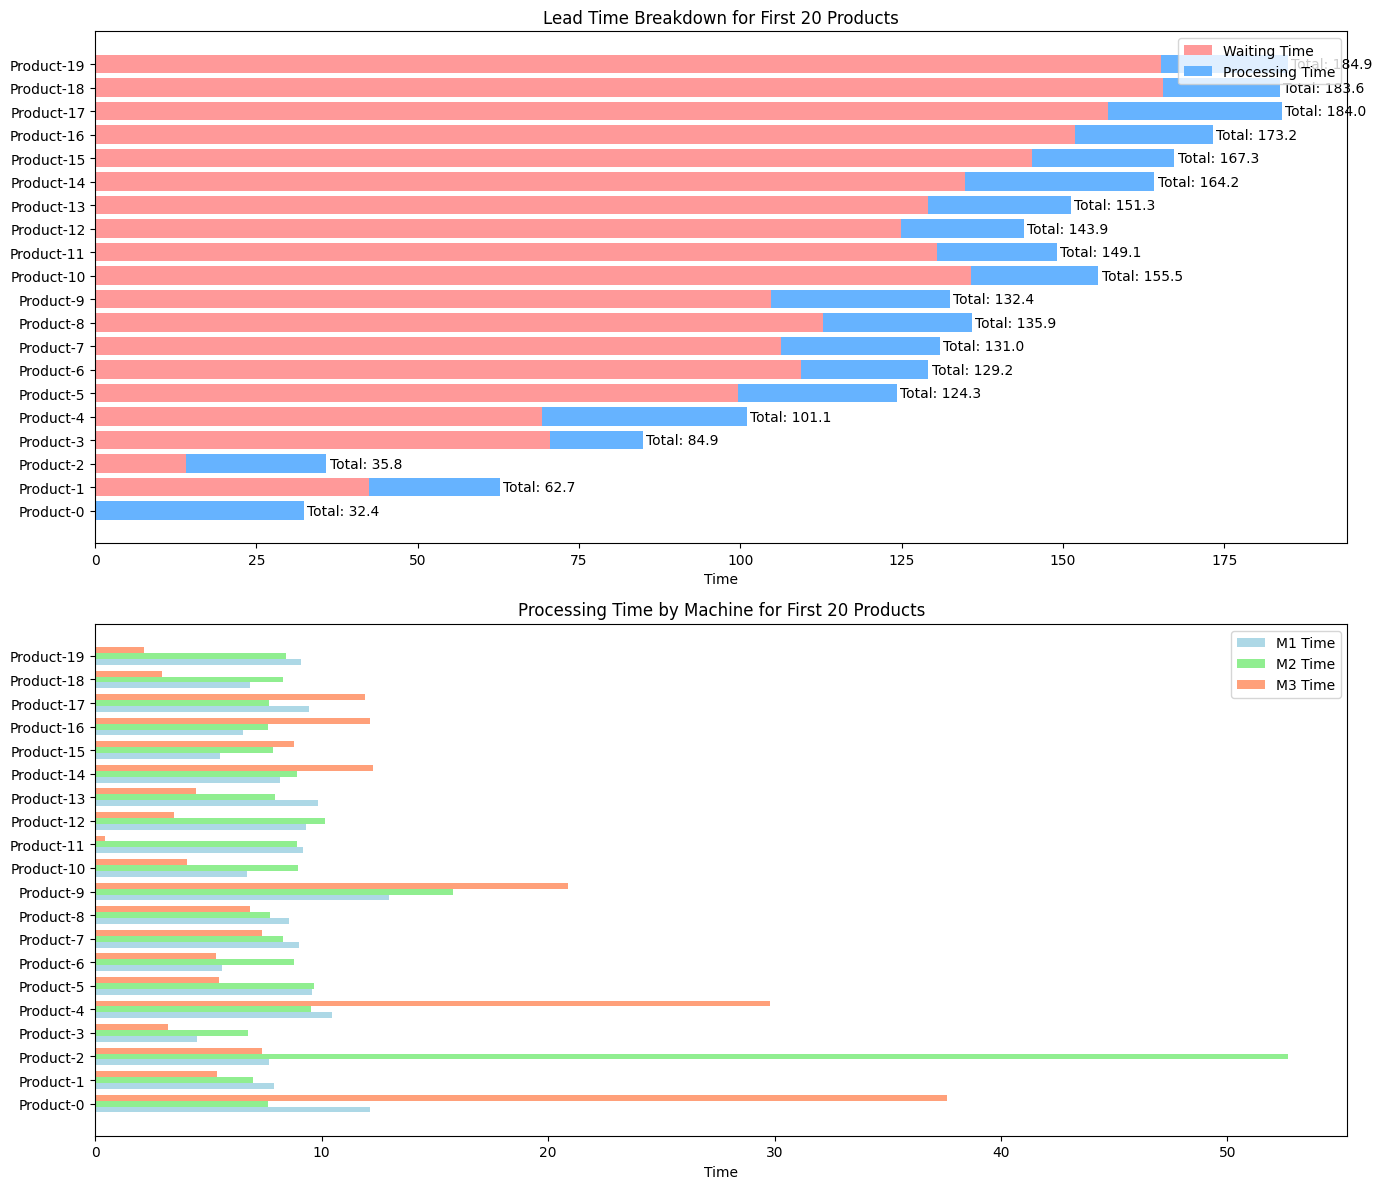 Lead Time Breakdown for First 20 Products
Waiting Time
Processing Time
Product-19 Total: 184.9
Product-18 Total: 183.6
Product-17 Total: 184.0
Product-16 Total: 173.2
Product-15 Total: 167.3
Product-14 Total: 164.2
Product-13 Total: 151.3
Product-12 Total: 143.9
Product-11 Total: 149.1
Product-10 Total: 155.5
Product-9 Total: 132.4
Product-8 Total: 135.9
Product-7 Total: 131.0
Product-6 Total: 129.2
Product-5 Total: 124.3
Product-4 Total: 101.1
Product-3 Total: 84.9
Product-2 Total: 35.8
Product-1 Total: 62.7
Product-0 Total: 32.4
0 25 50 75 100 125 150 175
Time
Processing Time by Machine for First 20 Products
M1 Time
M2 Time
M3 Time
Product-19
Product-18
Product-17
Product-16
Product-15
Product-14
Product-13
Product-12
Product-11
Product-10
Product-9
Product-8
Product-7
Product-6
Product-5
Product-4
Product-3
Product-2
Product-1
Product-0
0 10 20 30 40 50
Time